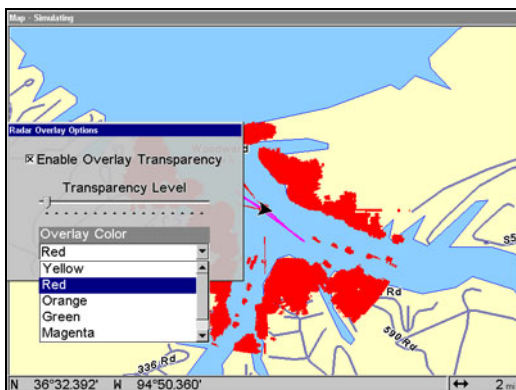 Map - Simulating
Radar Overlay Options
Woodward
Enable Overlay Transparency
Transparency Level
Overlay Color
Red
Yellow
Red
Orange
Green
Magenta
Rd
590 Rd
336 Rd
N 36°32.392' W 94°50.360' ↔ 2 mi